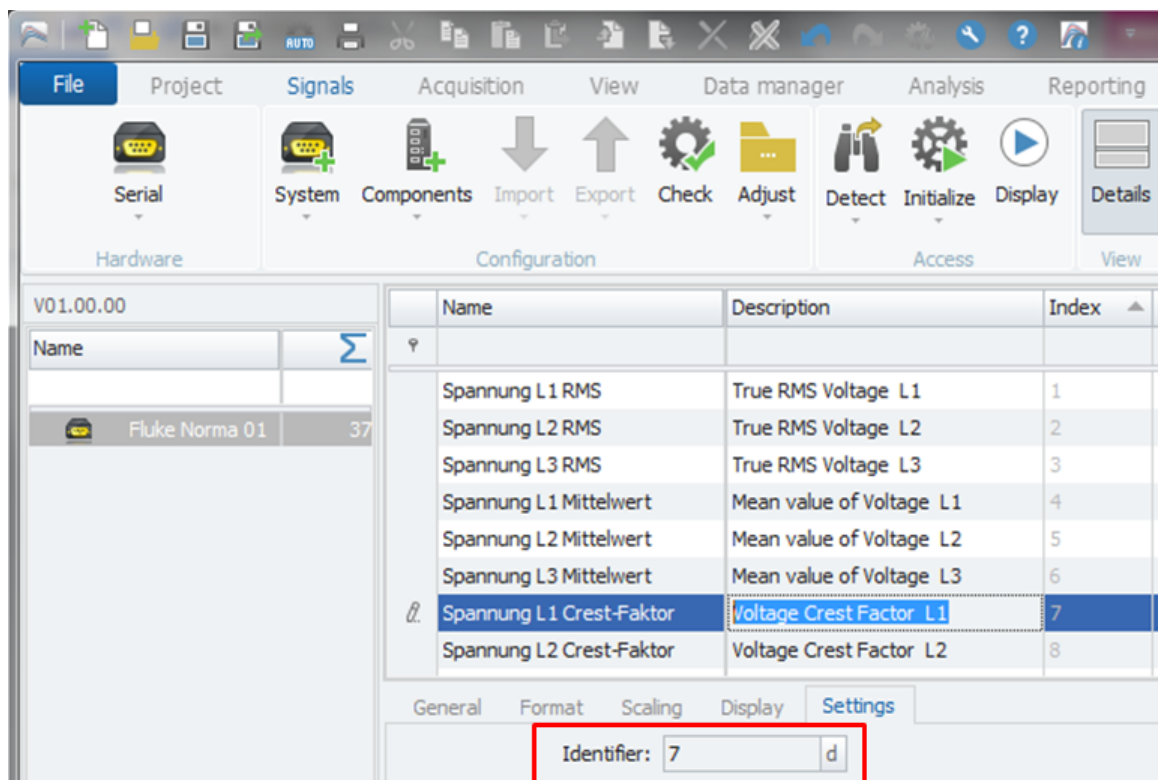 AUTO
File Project Signals Acquisition View Data manager Analysis Reporting
Serial System Components Import Export Check Adjust Detect Initialize Display Details
Hardware Configuration Access View
V01.00.00
Name Σ
Fluke Norma 01 37
Name Description Index
Spannung L1 RMS True RMS Voltage L1 1
Spannung L2 RMS True RMS Voltage L2 2
Spannung L3 RMS True RMS Voltage L3 3
Spannung L1 Mittelwert Mean value of Voltage L1 4
Spannung L2 Mittelwert Mean value of Voltage L2 5
Spannung L3 Mittelwert Mean value of Voltage L3 6
Spannung L1 Crest-Faktor Voltage Crest Factor L1 7
Spannung L2 Crest-Faktor Voltage Crest Factor L2 8
General Format Scaling Display Settings
Identifier: 7 d